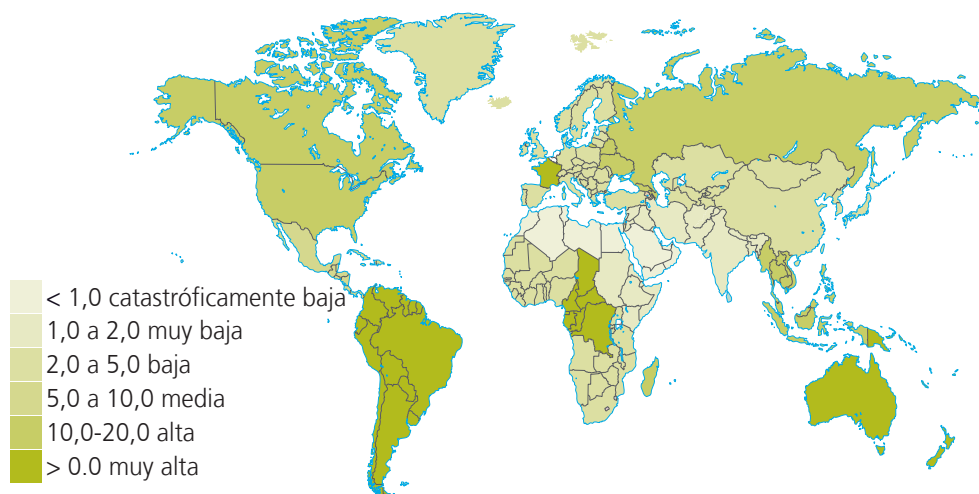 < 1,0 catastróficamente baja
1,0 a 2,0 muy baja
2,0 a 5,0 baja
5,0 a 10,0 media
10,0-20,0 alta
> 0.0 muy alta